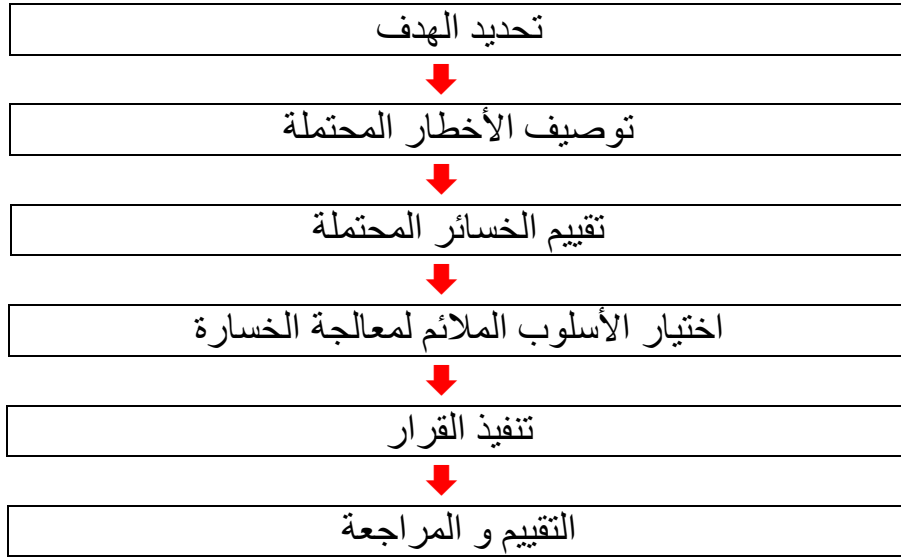 تحديد الهدف
توصيف الأخطار المحتملة
تقييم الخسائر المحتملة
اختيار الأسلوب الملائم لمعالجة الخسارة
تنفيذ القرار
التقييم و المراجعة